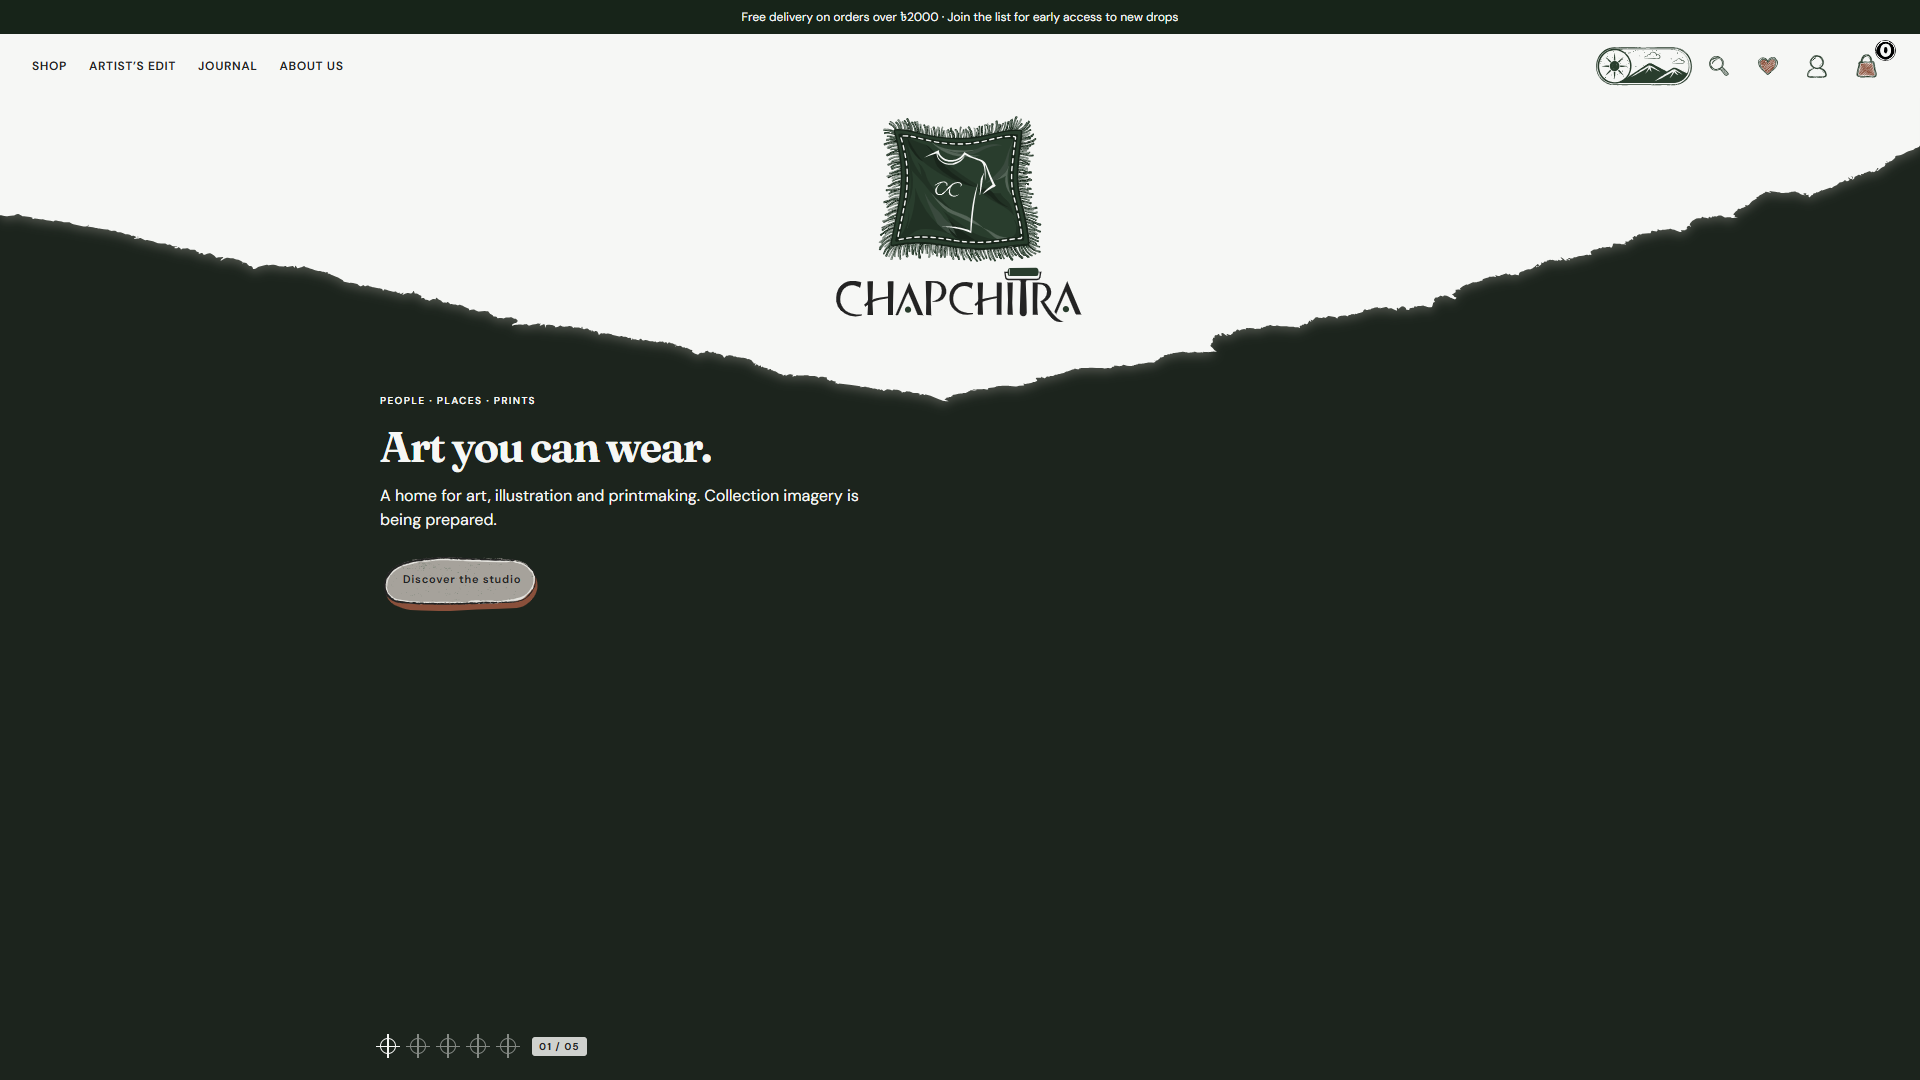 Free delivery on orders over ৳2000 · Join the list for early access to new drops
SHOP ARTIST’S EDIT JOURNAL ABOUT US
0
CC
CHAPCHITRA
PEOPLE · PLACES · PRINTS
Art you can wear.
A home for art, illustration and printmaking. Collection imagery is
being prepared.
Discover the studio
01 / 05